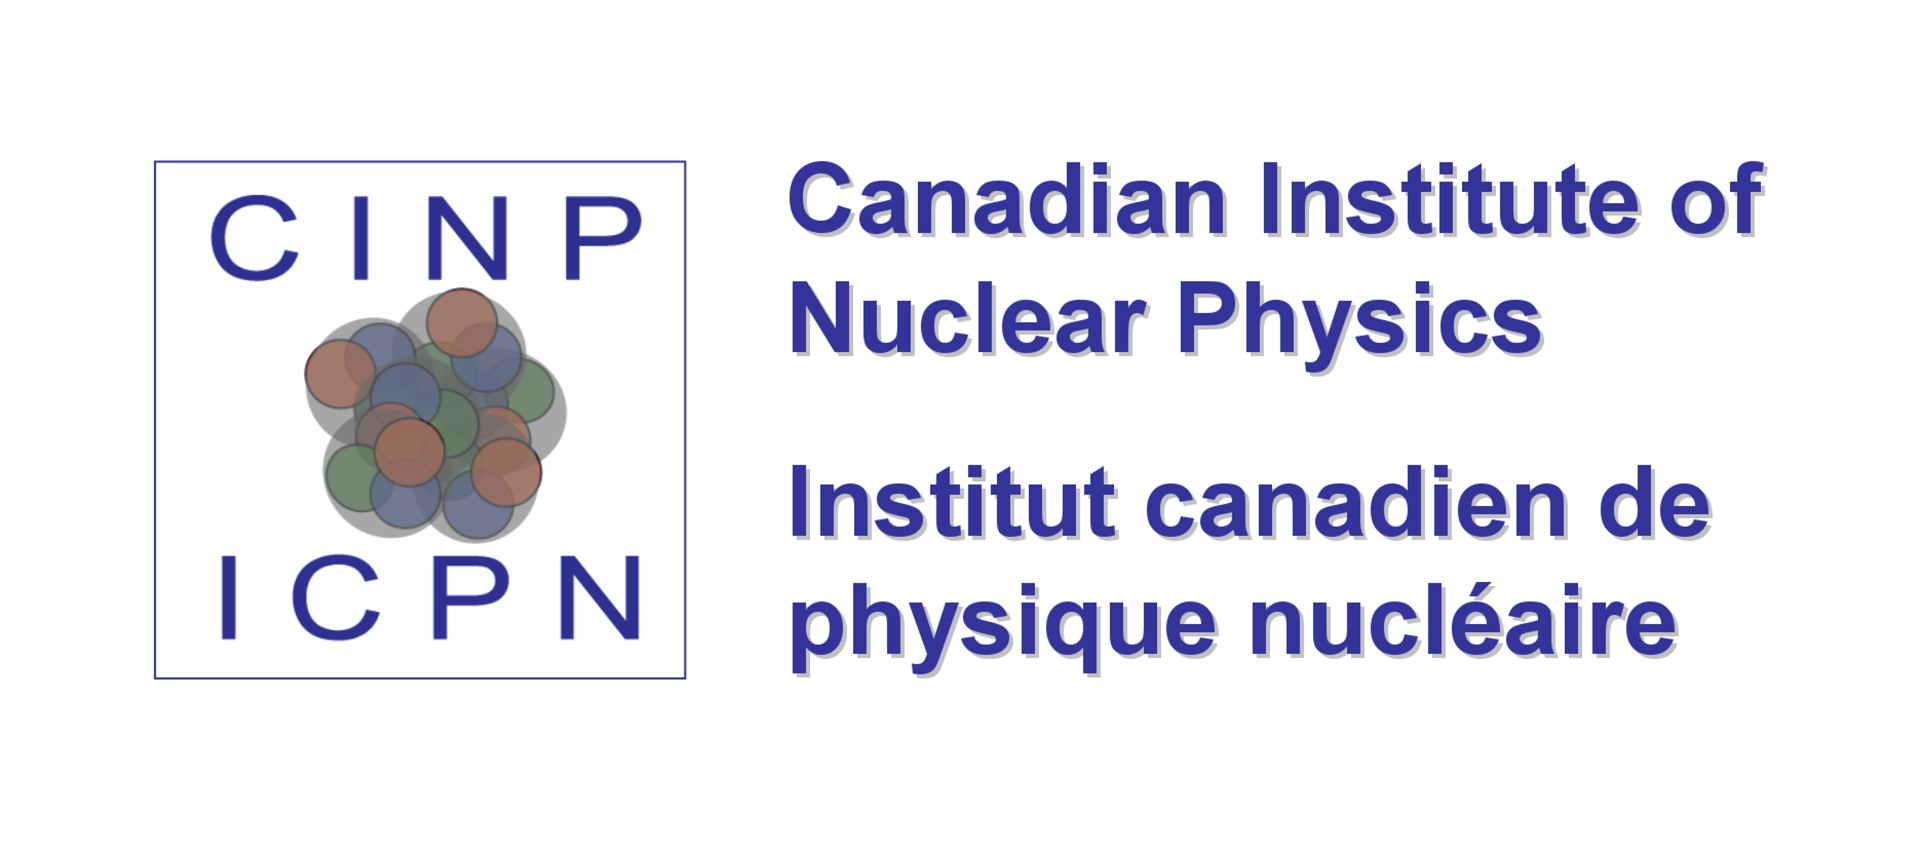 CINP
ICPN
Canadian Institute of
Nuclear Physics
Institut canadien de
physique nucléaire